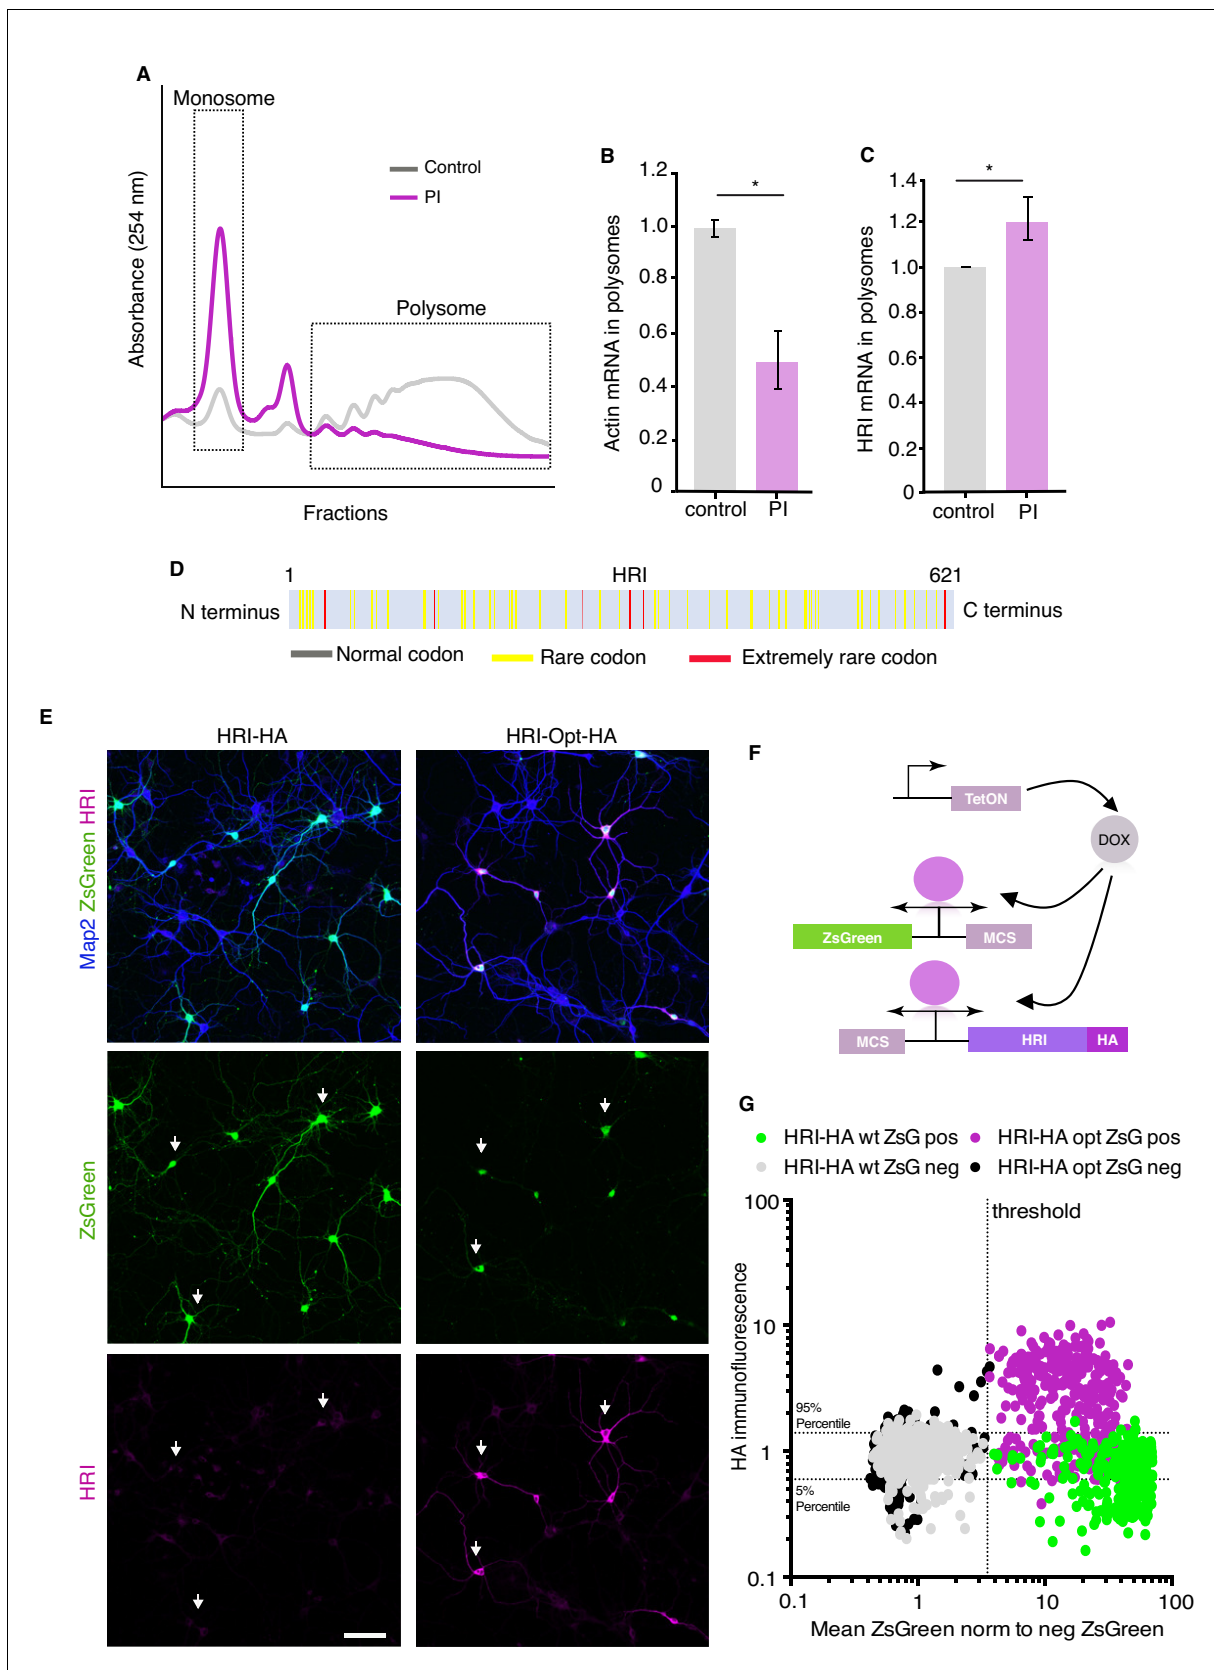 A
Monosome
Control
PI
Polysome
Absorbance (254 nm)
Fractions
B
1.2
1.0
0.8
0.6
0.4
0.2
0
*
Actin mRNA in polysomes
control PI
C
1.4
1.2
1.0
0.8
0.6
0.4
0.2
0
*
HRI mRNA in polysomes
control PI
D
1 HRI 621
N terminus C terminus
Normal codon Rare codon Extremely rare codon
E
HRI-HA HRI-Opt-HA
Map2 ZsGreen HRI
ZsGreen
HRI
F
TetON
DOX
ZsGreen MCS
MCS HRI HA
G
HRI-HA wt ZsG pos HRI-HA opt ZsG pos
HRI-HA wt ZsG neg HRI-HA opt ZsG neg
threshold
100
10
1
0.1
95%
Percentile
5%
Percentile
HA immunofluorescence
0.1 1 10 100
Mean ZsGreen norm to neg ZsGreen